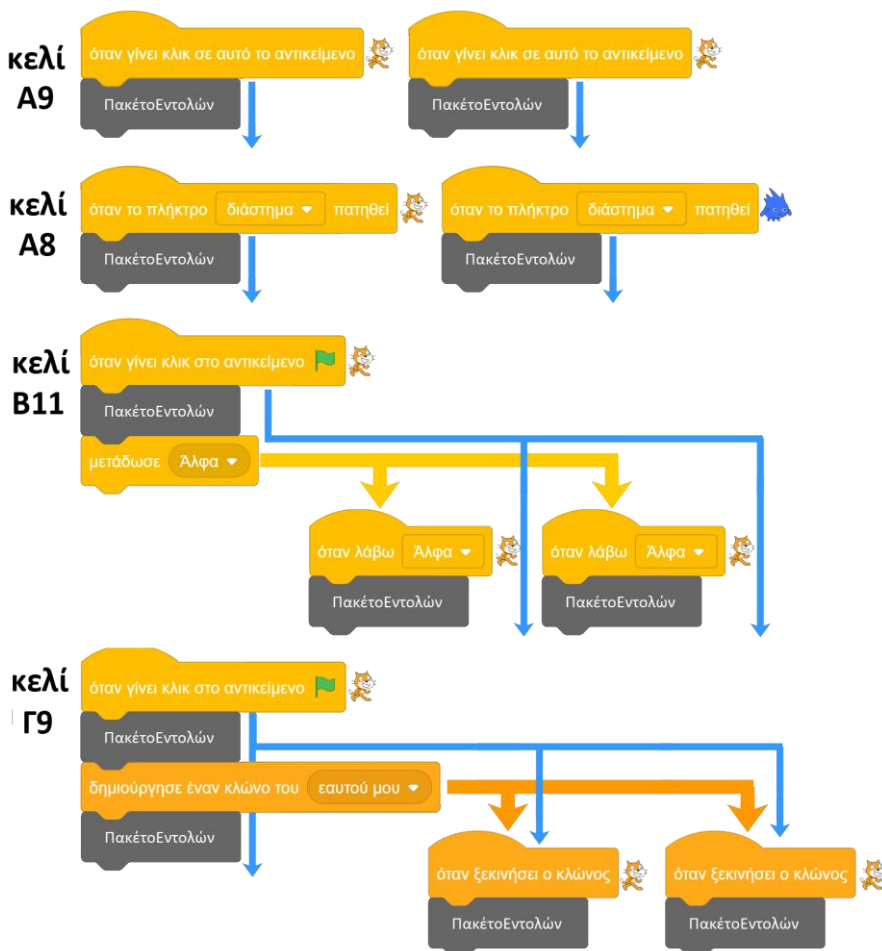 κελί
Α9
όταν γίνει κλικ σε αυτό το αντικείμενο
ΠακέτοΕντολών
όταν γίνει κλικ σε αυτό το αντικείμενο
ΠακέτοΕντολών
κελί
Α8
όταν το πλήκτρο διάστημα πατηθεί
ΠακέτοΕντολών
όταν το πλήκτρο διάστημα πατηθεί
ΠακέτοΕντολών
κελί
Β11
όταν γίνει κλικ στο αντικείμενο
ΠακέτοΕντολών
μετάδωσε Άλφα
όταν λάβω Άλφα
ΠακέτοΕντολών
όταν λάβω Άλφα
ΠακέτοΕντολών
κελί
Γ9
όταν γίνει κλικ στο αντικείμενο
ΠακέτοΕντολών
δημιούργησε έναν κλώνο του εαυτού μου
ΠακέτοΕντολών
όταν ξεκινήσει ο κλώνος
ΠακέτοΕντολών
όταν ξεκινήσει ο κλώνος
ΠακέτοΕντολών